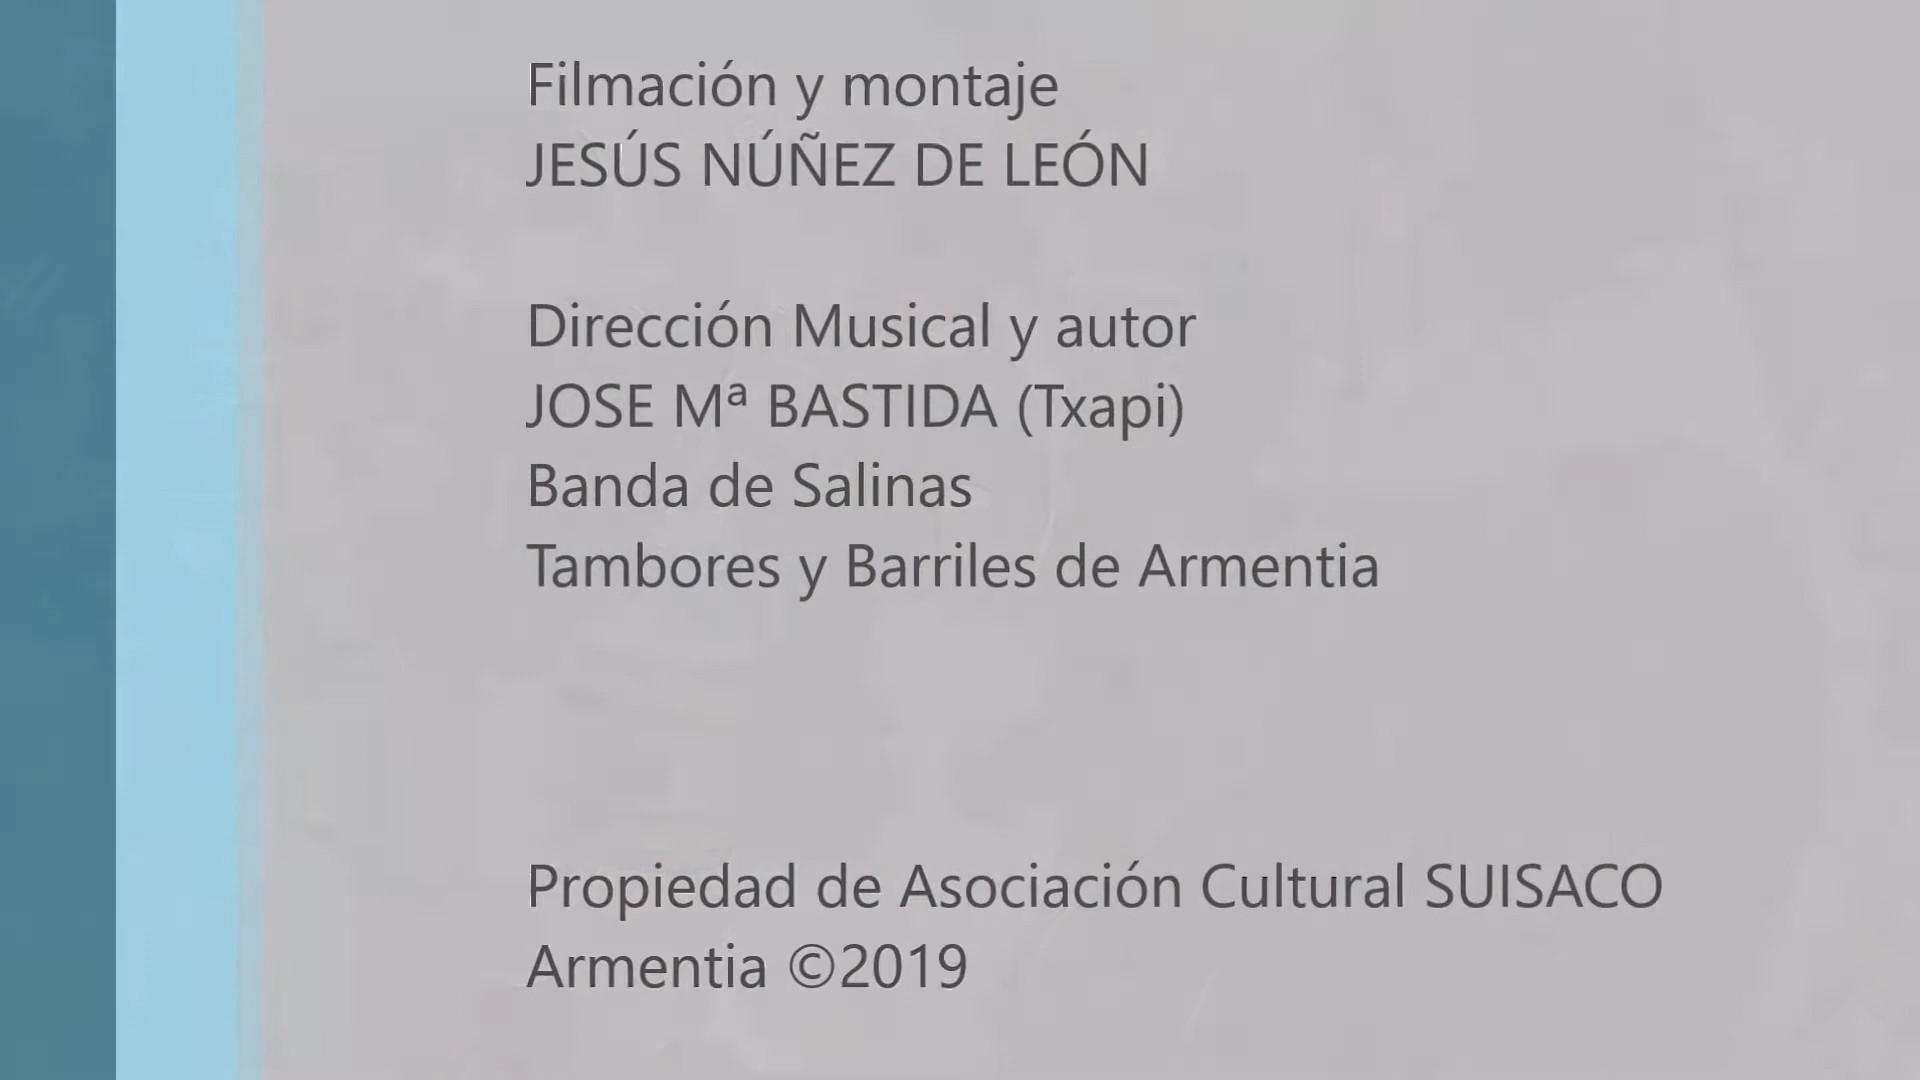 Filmación y montaje
JESÚS NÚÑEZ DE LEÓN
Dirección Musical y autor
JOSE Mª BASTIDA (Txapi)
Banda de Salinas
Tambores y Barriles de Armentia
Propiedad de Asociación Cultural SUISACO
Armentia ©2019